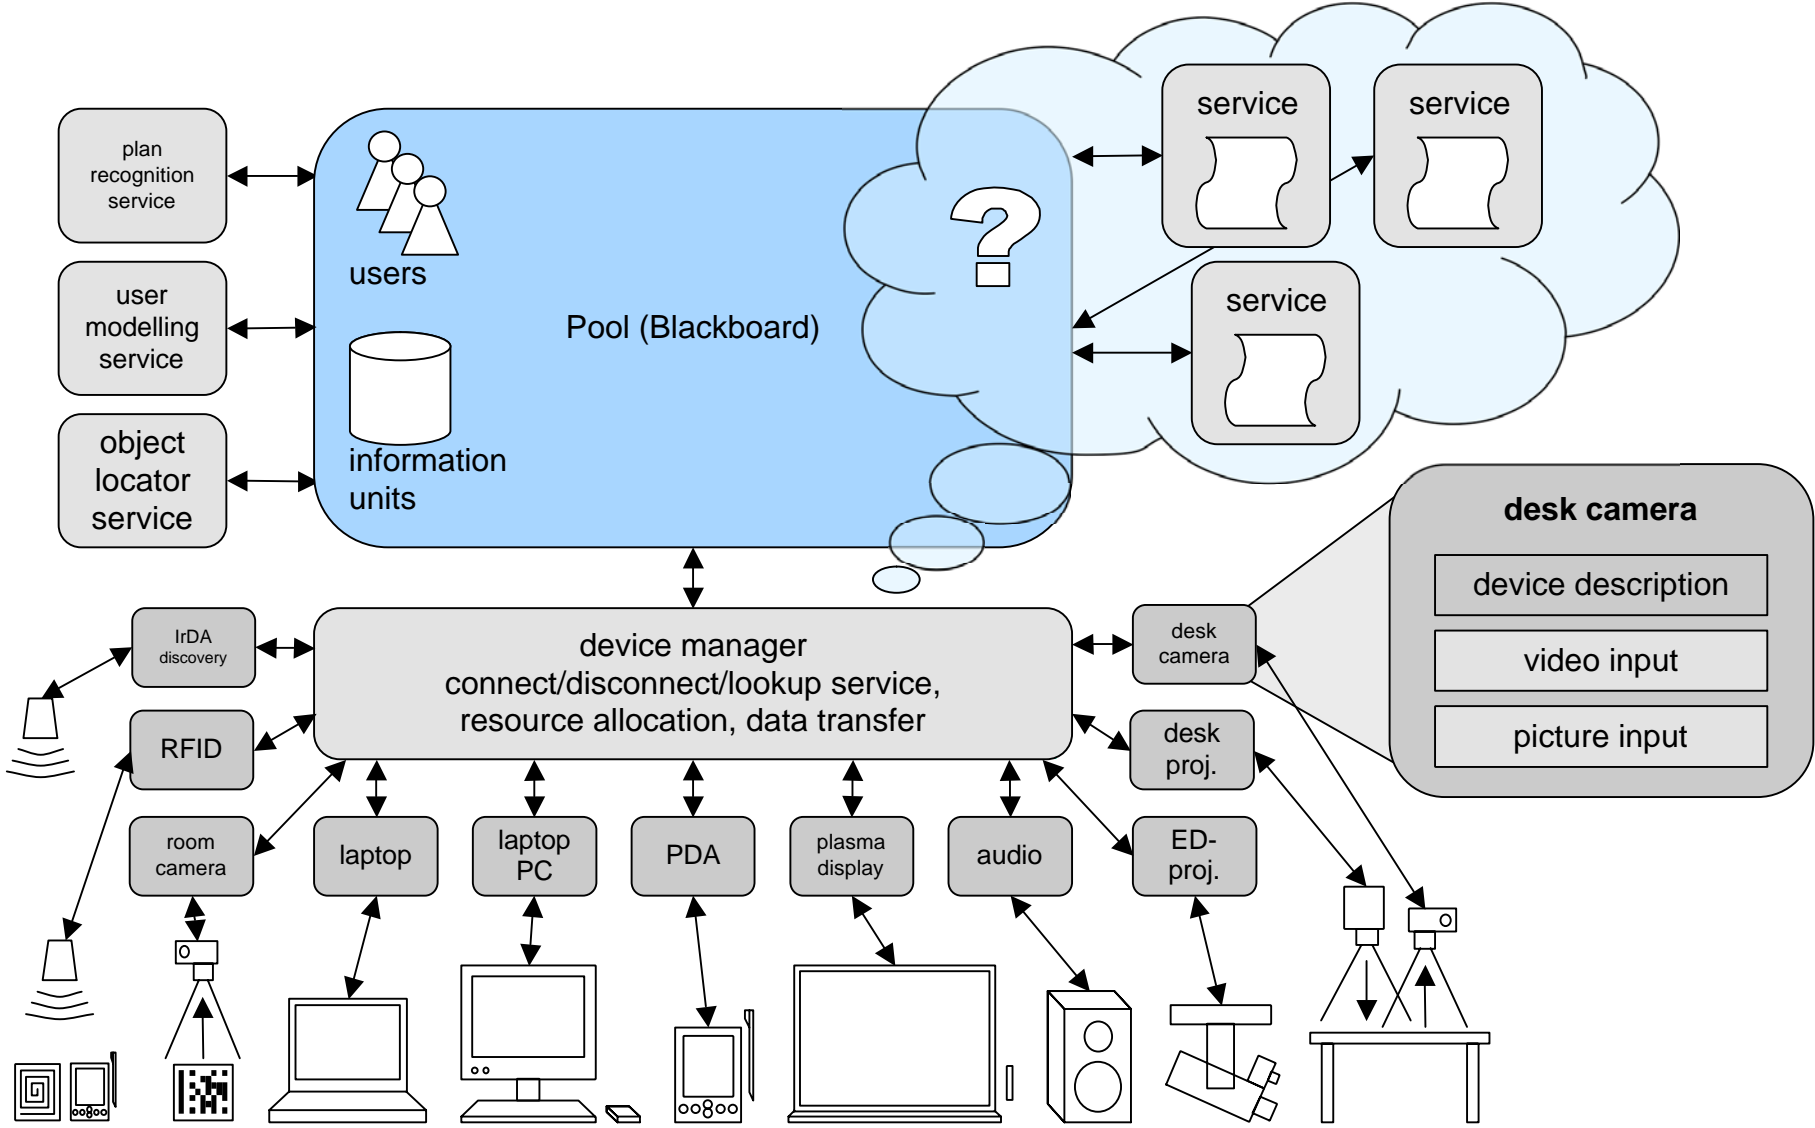 service
service
plan
recognition
service
users
service
user
modelling
service
Pool (Blackboard)
object
locator
service
information
units
desk camera
device description
video input
picture input
IrDA
discovery
device manager
connect/disconnect/lookup service,
resource allocation, data transfer
desk
camera
RFID
desk
proj.
room
camera
laptop
laptop
PC
PDA
plasma
display
audio
ED-
proj.
?